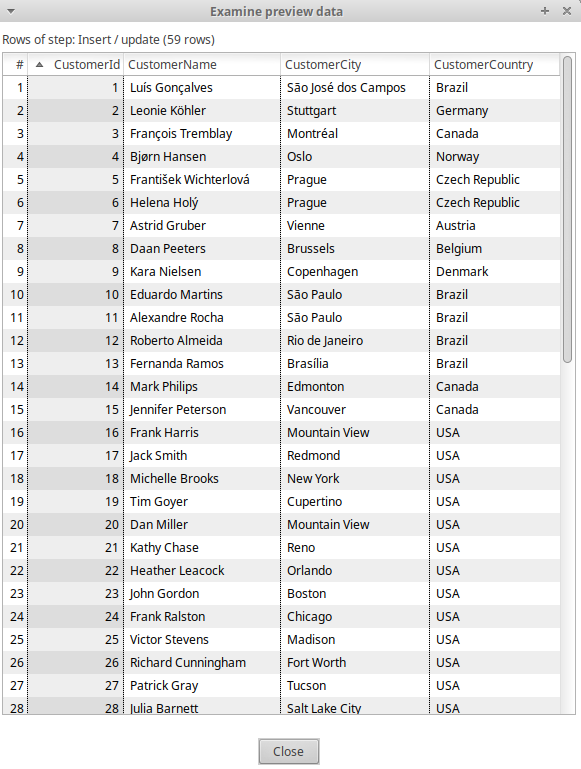 Examine preview data
Rows of step: Insert / update (59 rows)
# CustomerId CustomerName CustomerCity CustomerCountry
1 1 Luís Gonçalves São José dos Campos Brazil
2 2 Leonie Köhler Stuttgart Germany
3 3 François Tremblay Montréal Canada
4 4 Bjørn Hansen Oslo Norway
5 5 František Wichterlová Prague Czech Republic
6 6 Helena Holý Prague Czech Republic
7 7 Astrid Gruber Vienne Austria
8 8 Daan Peeters Brussels Belgium
9 9 Kara Nielsen Copenhagen Denmark
10 10 Eduardo Martins São Paulo Brazil
11 11 Alexandre Rocha São Paulo Brazil
12 12 Roberto Almeida Rio de Janeiro Brazil
13 13 Fernanda Ramos Brasília Brazil
14 14 Mark Philips Edmonton Canada
15 15 Jennifer Peterson Vancouver Canada
16 16 Frank Harris Mountain View USA
17 17 Jack Smith Redmond USA
18 18 Michelle Brooks New York USA
19 19 Tim Goyer Cupertino USA
20 20 Dan Miller Mountain View USA
21 21 Kathy Chase Reno USA
22 22 Heather Leacock Orlando USA
23 23 John Gordon Boston USA
24 24 Frank Ralston Chicago USA
25 25 Victor Stevens Madison USA
26 26 Richard Cunningham Fort Worth USA
27 27 Patrick Gray Tucson USA
28 28 Julia Barnett Salt Lake City USA
Close